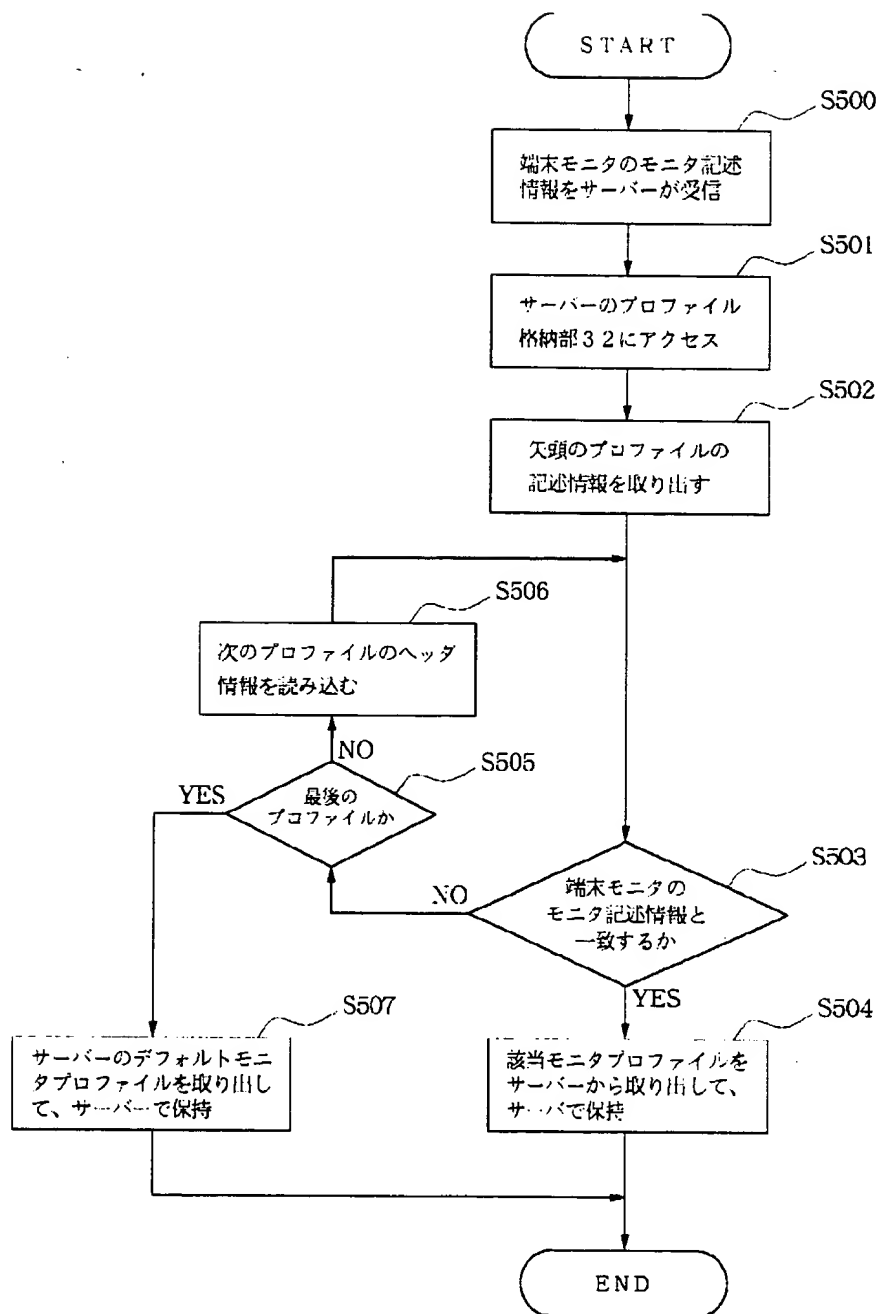 START
S500
端末モニタのモニタ記述
情報をサーバーが受信
S501
サーバーのプロファイル
格納部32にアクセス
S502
先頭のプロファイルの
記述情報を取り出す
S506
次のプロファイルのヘッダ
情報を読み込む
NO
S505
YES
最後の
プロファイルか
S503
NO
端末モニタの
モニタ記述情報と
一致するか
YES
S507
サーバーのデフォルトモニ
タプロファイルを取り出し
て、サーバーで保持
S504
該当モニタプロファイルを
サーバーから取り出して、
サーバで保持
END